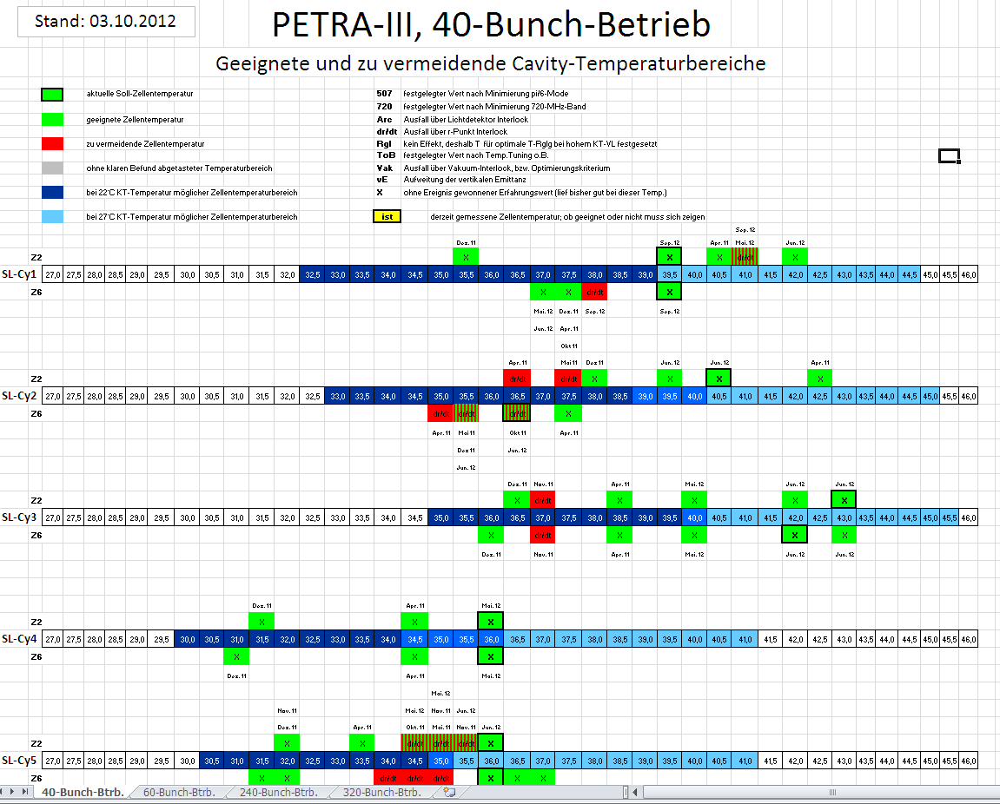 Stand: 03.10.2012
PETRA-III, 40-Bunch-Betrieb
Geeignete und zu vermeidende Cavity-Temperaturbereiche
aktuelle Soll-Zellentemperatur
geeignete Zellentemperatur
zu vermeidende Zellentemperatur
ohne klaren Befund abgetasteter Temperaturbereich
bei 22°C KT-Temperatur möglicher Zellentemperaturbereich
bei 27°C KT-Temperatur möglicher Zellentemperaturbereich
507 festgelegter Wert nach Minimierung pi/6-Mode
720 festgelegter Wert nach Minimierung 720-MHz-Band
Arc Ausfall über Lichtdetektor Interlock
dr/dt Ausfall über r-Punkt Interlock
Rgl kein Effekt, deshalb T für optimale T-Rglg bei hohem KT-VL festgesetzt
ToB festgelegter Wert nach Temp.Tuning o.B.
Vak Ausfall über Vakuum-Interlock, bzw. Optimierungskriterium
vE Aufweitung der vertikalen Emittanz
X ohne Ereignis gewonnener Erfahrungswert (lief bisher gut bei dieser Temp.)
ist derzeit gemessene Zellentemperatur; ob geeignet oder nicht muss sich zeigen
Sep. 12
Dez. 11 Sep. 12 Apr. 11 Mai. 12 Jun. 12
Z2 X X X dr/dt X
SL-Cy1 27,0 27,5 28,0 28,5 29,0 29,5 30,0 30,5 31,0 31,5 32,0 32,5 33,0 33,5 34,0 34,5 35,0 35,5 36,0 36,5 37,0 37,5 38,0 38,5 39,0 39,5 40,0 40,5 41,0 41,5 42,0 42,5 43,0 43,5 44,0 44,5 45,0 45,5 46,0
Z6 X X dr/dt X
Mai. 12 Dez. 11 Sep. 12 Sep. 12
Jun. 12 Apr. 11
Okt 11
Apr. 11 Mai 11 Dez 11 Jun. 12 Jun. 12 Apr. 11
Z2 dr/dt dr/dt X X X X
SL-Cy2 27,0 27,5 28,0 28,5 29,0 29,5 30,0 30,5 31,0 31,5 32,0 32,5 33,0 33,5 34,0 34,5 35,0 35,5 36,0 36,5 37,0 37,5 38,0 38,5 39,0 39,5 40,0 40,5 41,0 41,5 42,0 42,5 43,0 43,5 44,0 44,5 45,0 45,5 46,0
Z6 dr/dt dr/dt dr/dt X
Apr. 11 Mai 11 Okt 11 Apr. 11
Dez 11 Jun. 12
Jun. 12
Dez. 11 Nov. 11 Apr. 11 Mai. 12 Jun. 12 Jun. 12
Z2 X dr/dt X X X X
SL-Cy3 27,0 27,5 28,0 28,5 29,0 29,5 30,0 30,5 31,0 31,5 32,0 32,5 33,0 33,5 34,0 34,5 35,0 35,5 36,0 36,5 37,0 37,5 38,0 38,5 39,0 39,5 40,0 40,5 41,0 41,5 42,0 42,5 43,0 43,5 44,0 44,5 45,0 45,5 46,0
Z6 X dr/dt X X X X
Dez. 11 Nov. 11 Apr. 11 Mai. 12 Jun. 12 Jun. 12
Dez. 11 Apr. 11 Mai. 12
Z2 X X X
SL-Cy4 27,0 27,5 28,0 28,5 29,0 29,5 30,0 30,5 31,0 31,5 32,0 32,5 33,0 33,5 34,0 34,5 35,0 35,5 36,0 36,5 37,0 37,5 38,0 38,5 39,0 39,5 40,0 40,5 41,0 41,5 42,0 42,5 43,0 43,5 44,0 44,5 45,0 45,5 46,0
Z6 X X X
Dez. 11 Apr. 11 Mai. 12
Mai. 12
Nov. 11 Mai. 12 Nov. 11 Jun. 12
Dez. 11 Apr. 11 Okt. 11 Mai. 11 Nov. 11 Jun. 12
Z2 X X dr/dt dr/dt dr/dt X
SL-Cy5 27,0 27,5 28,0 28,5 29,0 29,5 30,0 30,5 31,0 31,5 32,0 32,5 33,0 33,5 34,0 34,5 35,0 35,5 36,0 36,5 37,0 37,5 38,0 38,5 39,0 39,5 40,0 40,5 41,0 41,5 42,0 42,5 43,0 43,5 44,0 44,5 45,0 45,5 46,0
Z6 X X dr/dt dr/dt dr/dt X X X
40-Bunch-Btrb. 60-Bunch-Btrb. 240-Bunch-Btrb. 320-Bunch-Btrb.